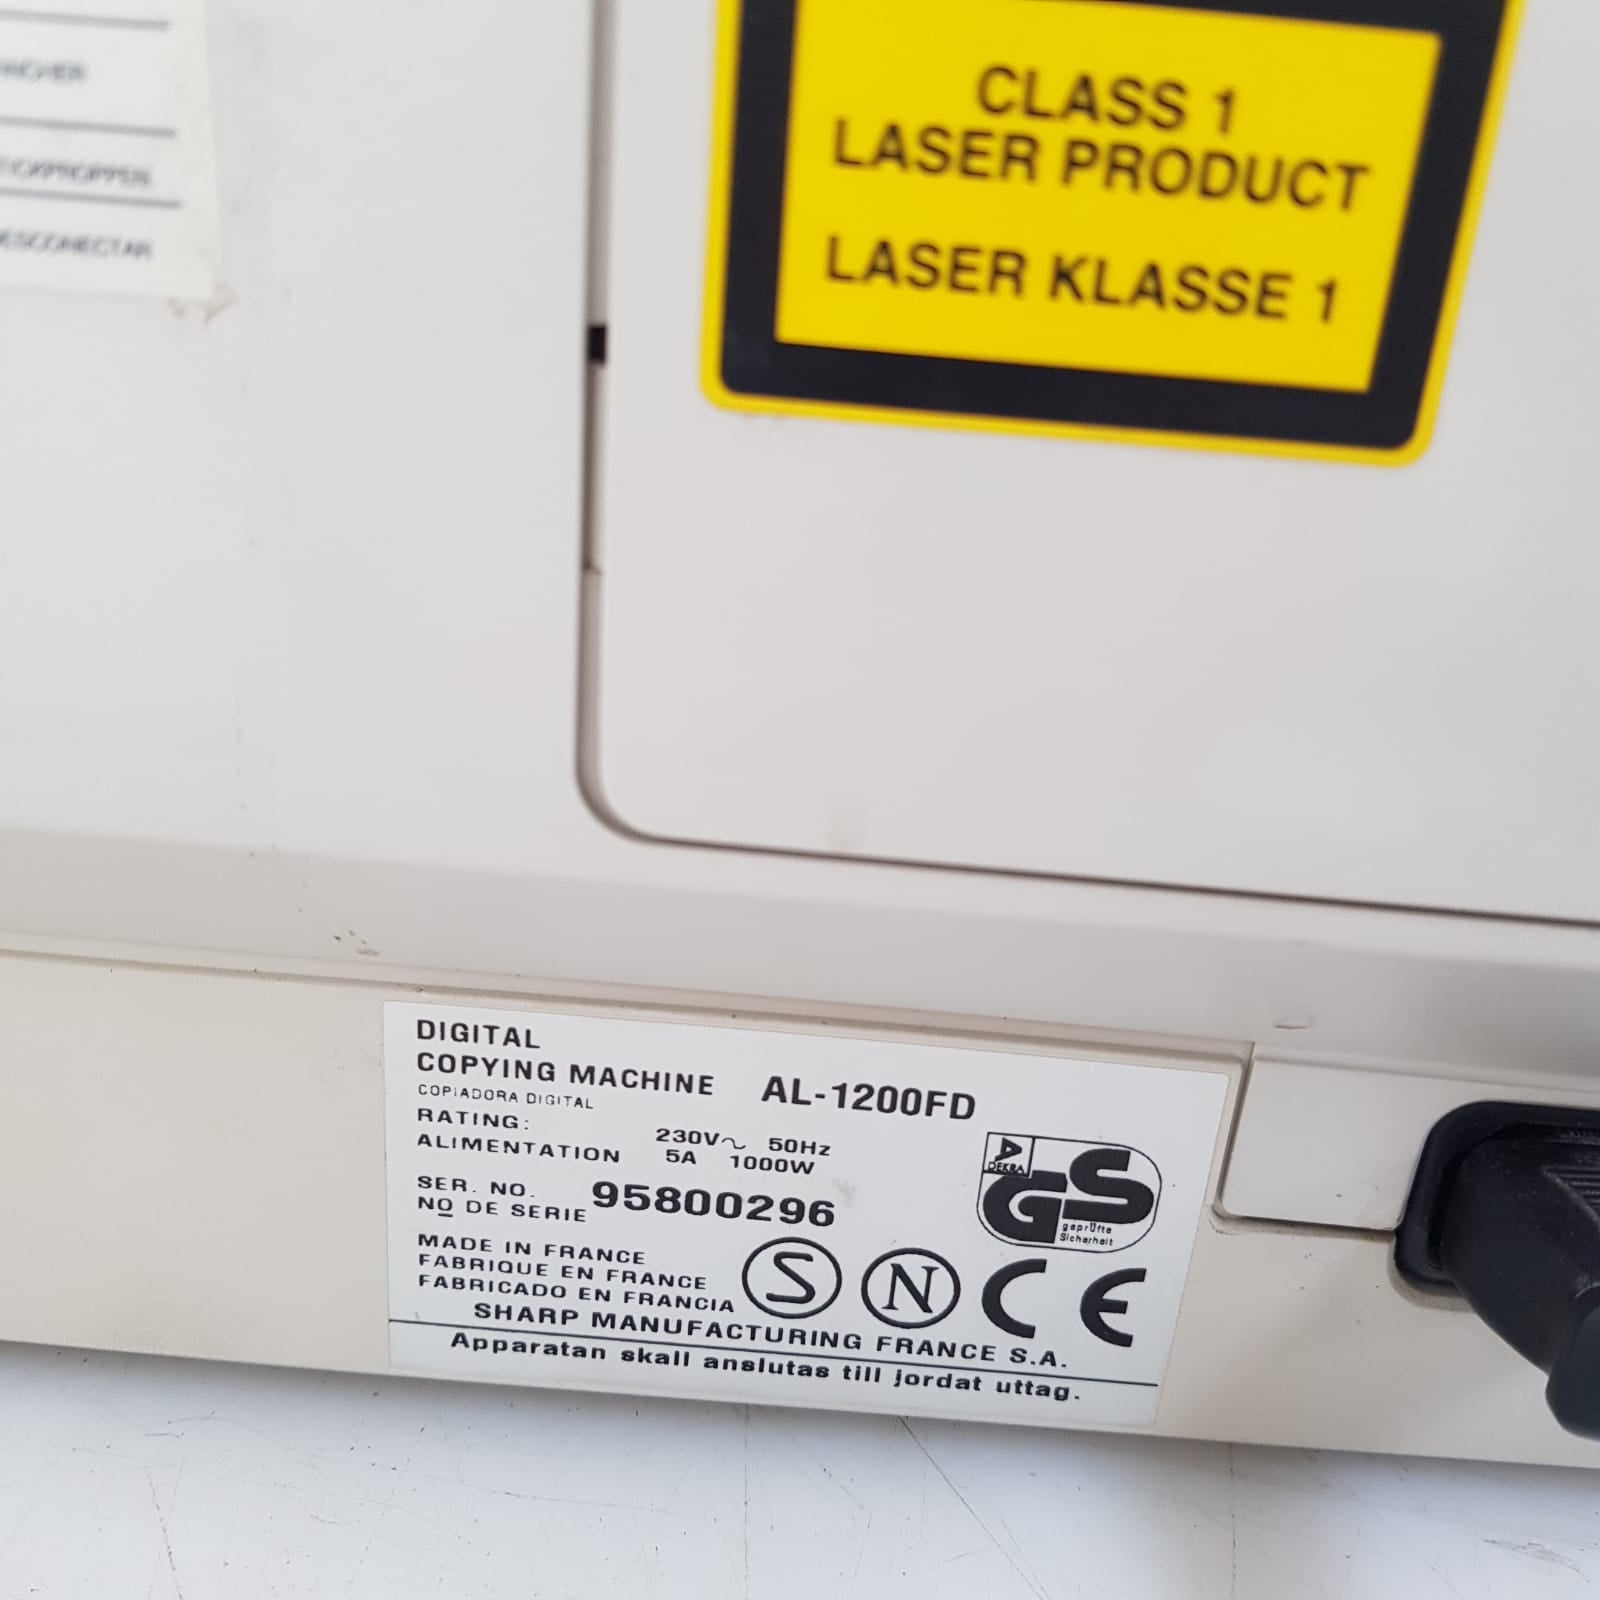 DESCONECTAR
CLASS 1
LASER PRODUCT
LASER KLASSE 1
DIGITAL
COPYING MACHINE AL-1200FD
COPIADORA DIGITAL
RATING: 230V~ 50Hz
ALIMENTATION 5A 1000W
SER. NO. 95800296
NO DE SERIE
MADE IN FRANCE
FABRIQUE EN FRANCE
FABRICADO EN FRANCIA
S N CE
DEKRA
GS
geprüfte
Sicherheit
SHARP MANUFACTURING FRANCE S.A.
Apparatan skall anslutas till jordat uttag.